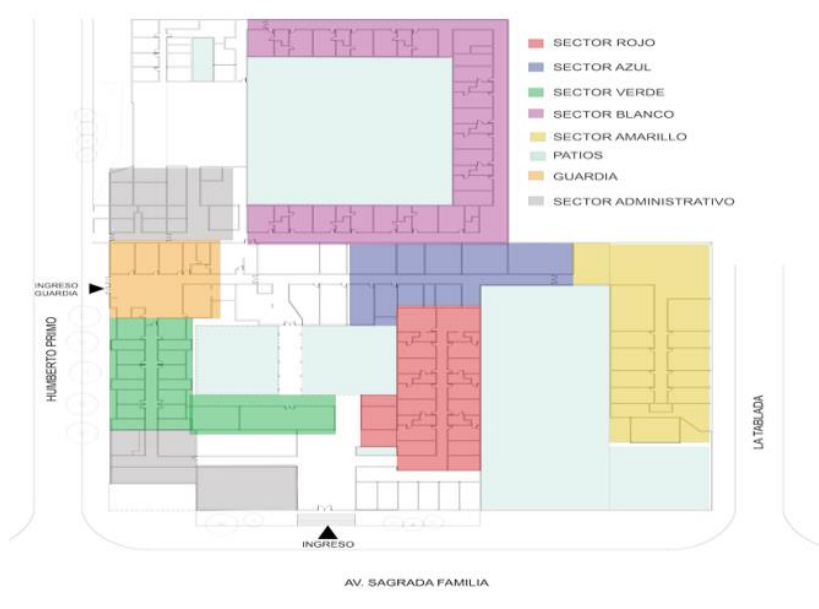 SECTOR ROJO
SECTOR AZUL
SECTOR VERDE
SECTOR BLANCO
SECTOR AMARILLO
PATIOS
GUARDIA
SECTOR ADMINISTRATIVO
INGRESO
GUARDIA
HUMBERTO PRIMO
LA TABLADA
INGRESO
AV. SAGRADA FAMILIA